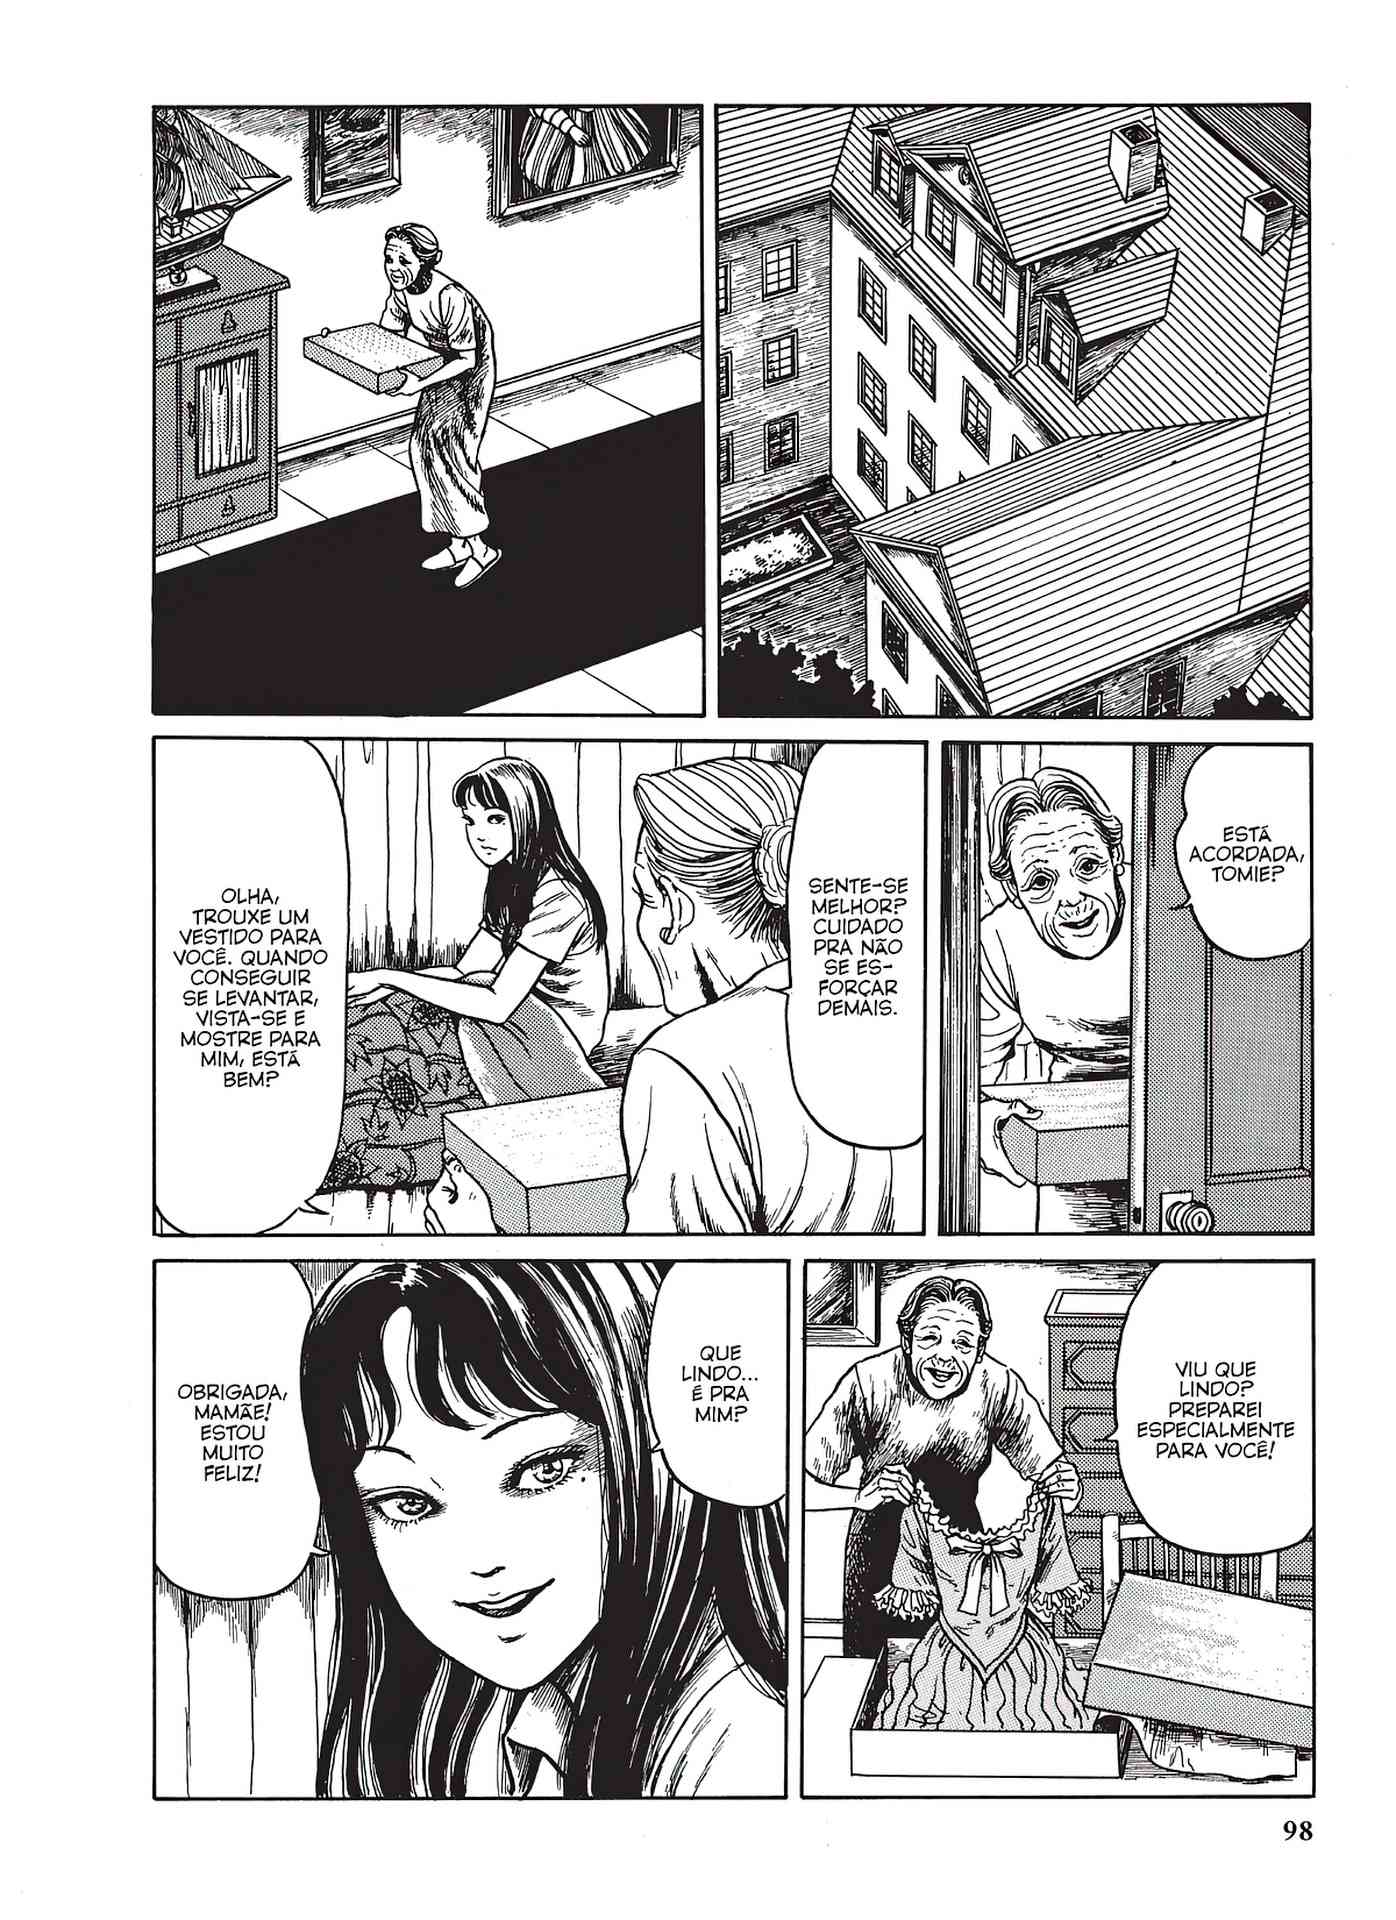 ESTÁ
ACORDADA,
TOMIE?
SENTE-SE
MELHOR?
CUIDADO
PRA NÃO
SE ES-
FORÇAR
DEMAIS.
OLHA,
TROUXE UM
VESTIDO PARA
VOCÊ. QUANDO
CONSEGUIR
SE LEVANTAR,
VISTA-SE E
MOSTRE PARA
MIM, ESTÁ
BEM?
VIU QUE
LINDO?
PREPAREI
ESPECIALMENTE
PARA VOCÊ!
QUE
LINDO...
É PRA
MIM?
OBRIGADA,
MAMÃE!
ESTOU
MUITO
FELIZ!
98